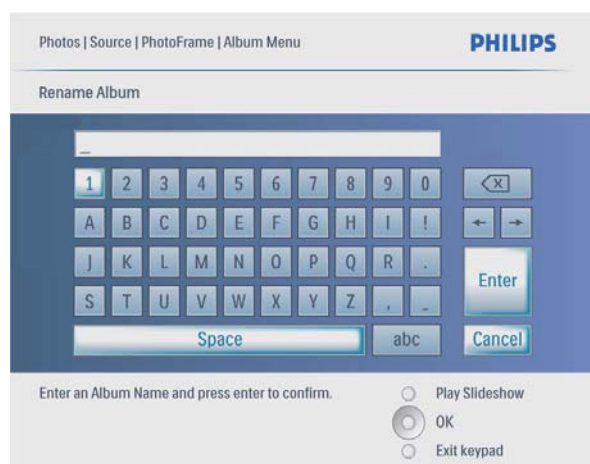 Photos | Source | PhotoFrame | Album Menu
PHILIPS
Rename Album
_
1 2 3 4 5 6 7 8 9 0
A B C D E F G H I !
J K L M N O P Q R .
Enter
S T U V W X Y Z , _
Space abc Cancel
Enter an Album Name and press enter to confirm.
Play Slideshow
OK
Exit keypad